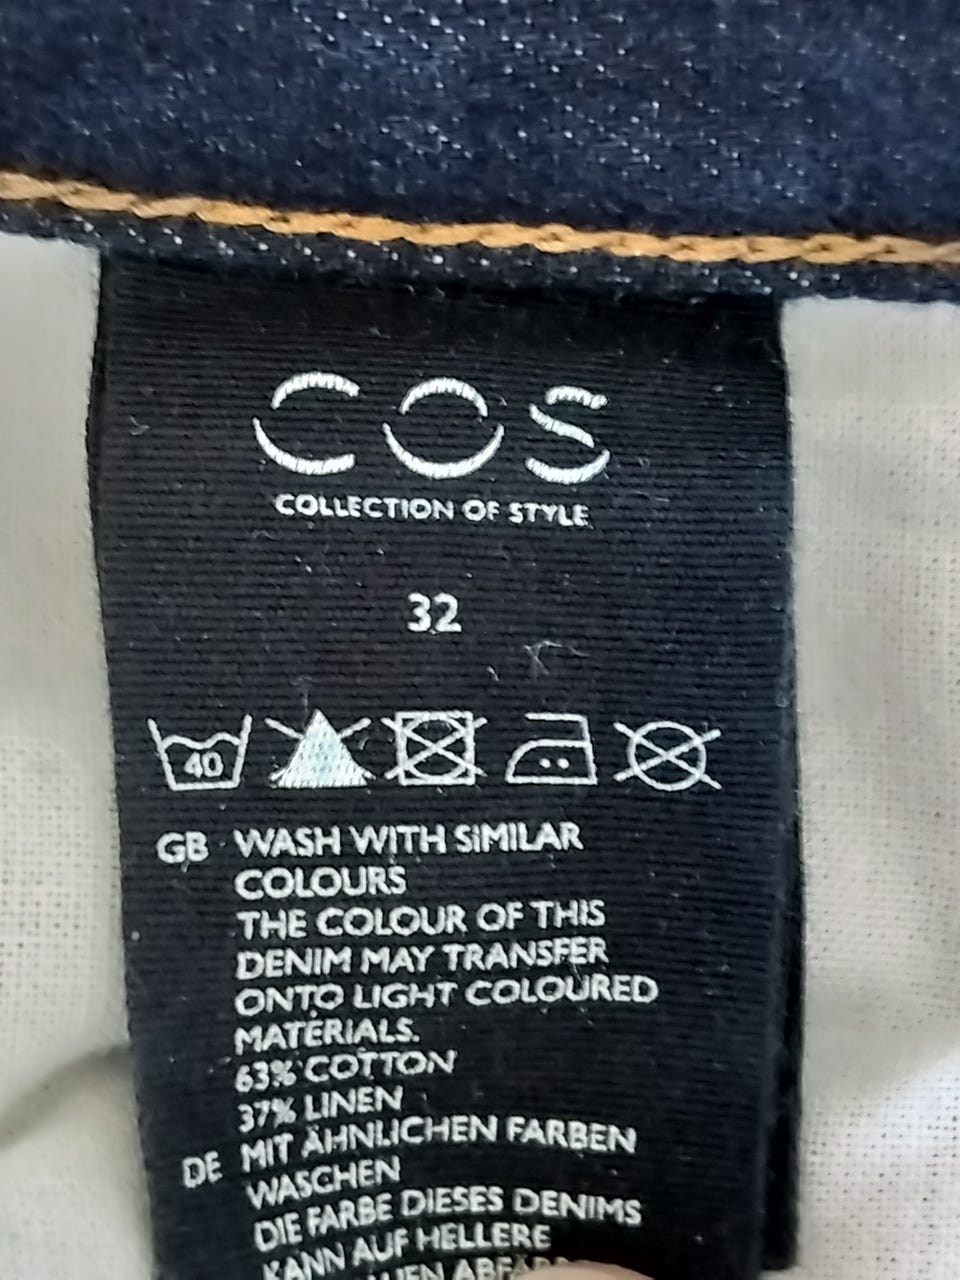 COS
COLLECTION OF STYLE
32
40
GB WASH WITH SIMILAR
COLOURS
THE COLOUR OF THIS
DENIM MAY TRANSFER
ONTO LIGHT COLOURED
MATERIALS.
63% COTTON
37% LINEN
DE MIT ÄHNLICHEN FARBEN
WASCHEN
DIE FARBE DIESES DENIMS
KANN AUF HELLERE